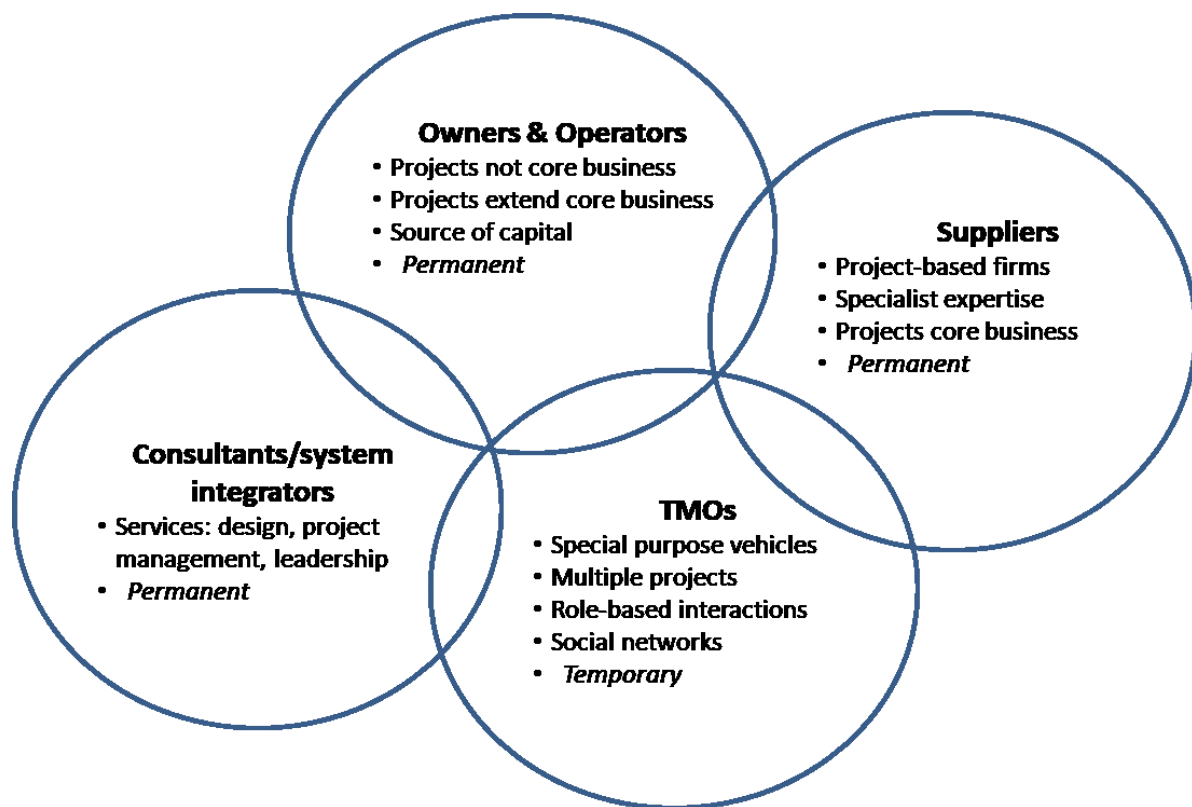 Owners & Operators
• Projects not core business
• Projects extend core business
• Source of capital
• Permanent
Suppliers
• Project-based firms
• Specialist expertise
• Projects core business
• Permanent
Consultants/system
integrators
• Services: design, project
management, leadership
• Permanent
TMOs
• Special purpose vehicles
• Multiple projects
• Role-based interactions
• Social networks
• Temporary